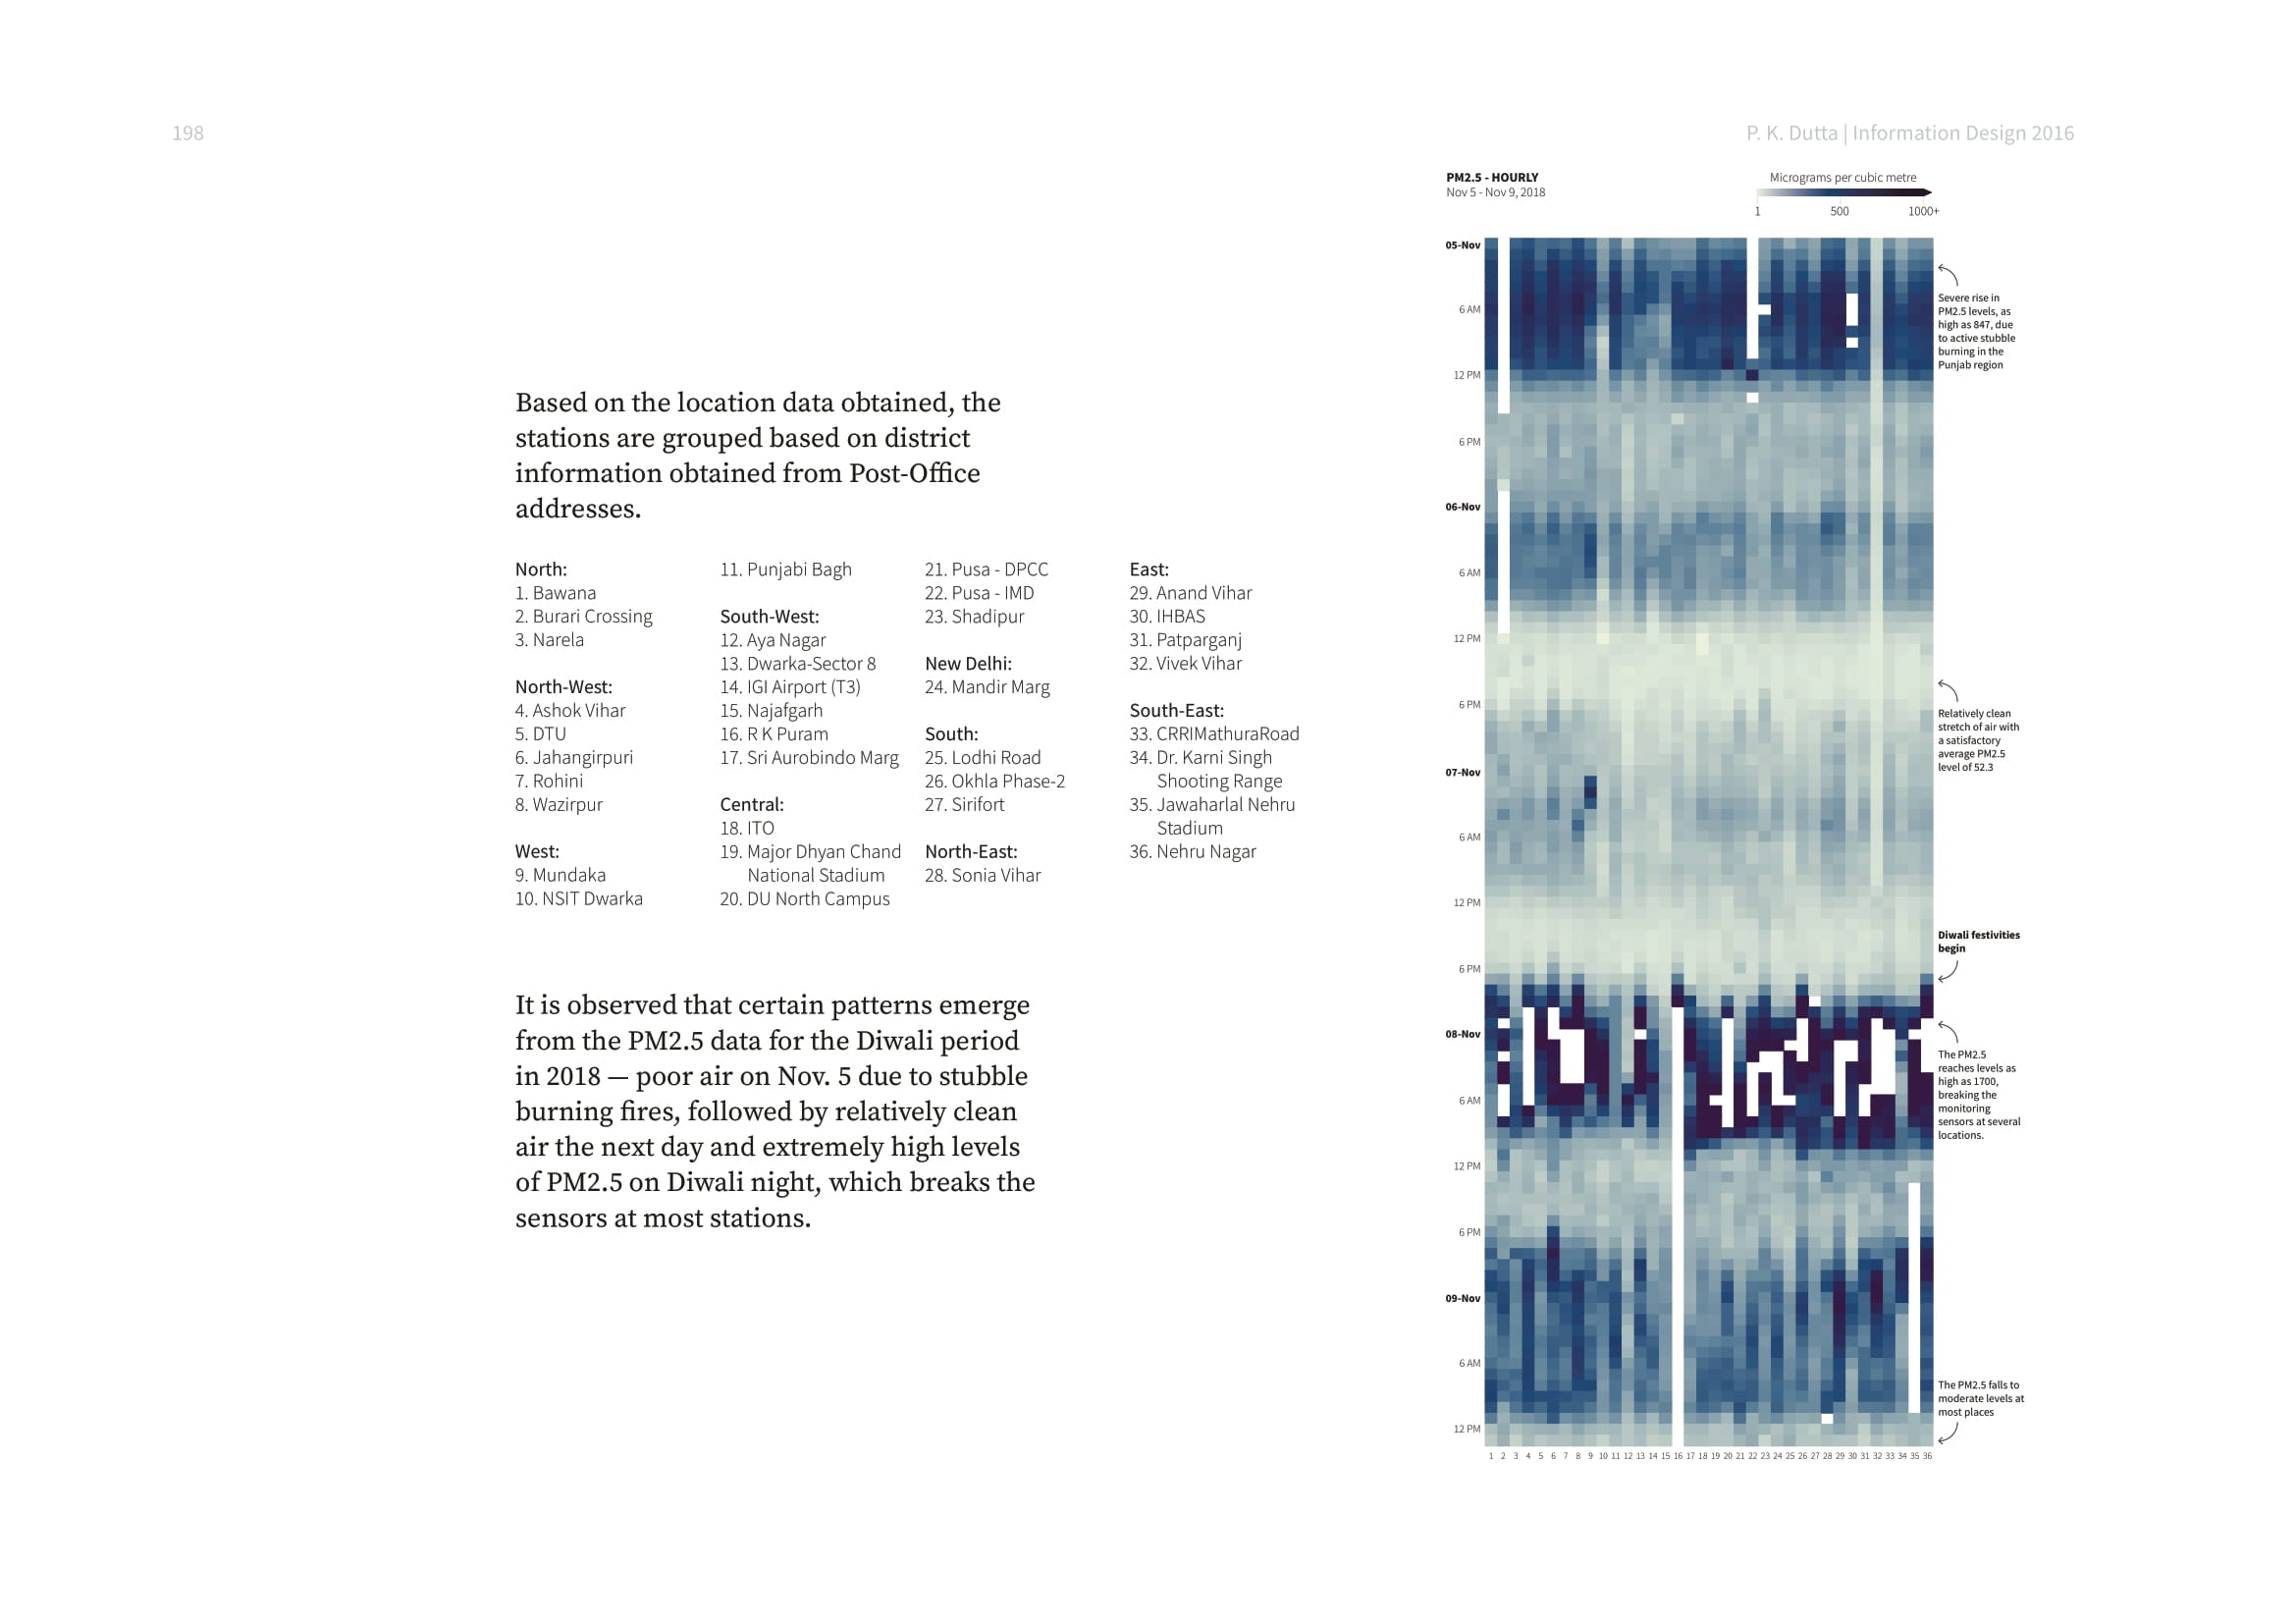 198
P. K. Dutta | Information Design 2016
Based on the location data obtained, the
stations are grouped based on district
information obtained from Post-Office
addresses.
North:
1. Bawana
2. Burari Crossing
3. Narela
North-West:
4. Ashok Vihar
5. DTU
6. Jahangirpuri
7. Rohini
8. Wazirpur
West:
9. Mundaka
10. NSIT Dwarka
11. Punjabi Bagh
South-West:
12. Aya Nagar
13. Dwarka-Sector 8
14. IGI Airport (T3)
15. Najafgarh
16. R K Puram
17. Sri Aurobindo Marg
Central:
18. ITO
19. Major Dhyan Chand
National Stadium
20. DU North Campus
21. Pusa - DPCC
22. Pusa - IMD
23. Shadipur
New Delhi:
24. Mandir Marg
South:
25. Lodhi Road
26. Okhla Phase-2
27. Sirifort
North-East:
28. Sonia Vihar
East:
29. Anand Vihar
30. IHBAS
31. Patparganj
32. Vivek Vihar
South-East:
33. CRRIMathuraRoad
34. Dr. Karni Singh
Shooting Range
35. Jawaharlal Nehru
Stadium
36. Nehru Nagar
It is observed that certain patterns emerge
from the PM2.5 data for the Diwali period
in 2018 — poor air on Nov. 5 due to stubble
burning fires, followed by relatively clean
air the next day and extremely high levels
of PM2.5 on Diwali night, which breaks the
sensors at most stations.
PM2.5 - HOURLY
Nov 5 - Nov 9, 2018
Micrograms per cubic metre
1 500 1000+
05-Nov
6 AM
12 PM
6 PM
06-Nov
6 AM
12 PM
6 PM
07-Nov
6 AM
12 PM
6 PM
08-Nov
6 AM
12 PM
6 PM
09-Nov
6 AM
12 PM
1 2 3 4 5 6 7 8 9 10 11 12 13 14 15 16 17 18 19 20 21 22 23 24 25 26 27 28 29 30 31 32 33 34 35 36
Severe rise in
PM2.5 levels, as
high as 847, due
to active stubble
burning in the
Punjab region
Relatively clean
stretch of air with
a satisfactory
average PM2.5
level of 52.3
Diwali festivities
begin
The PM2.5
reaches levels as
high as 1700,
breaking the
monitoring
sensors at several
locations.
The PM2.5 falls to
moderate levels at
most places